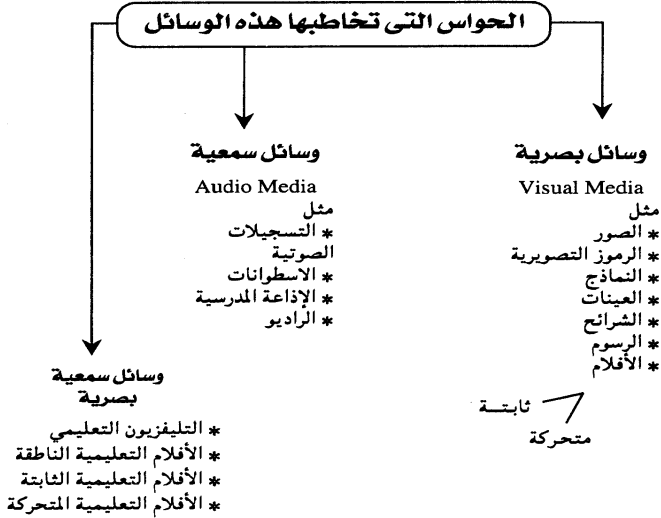 الحواس التى تخاطبها هذه الوسائل
وسائل بصرية
Visual Media
مثل
* الصور
* الرموز التصويرية
* النماذج
* العينات
* الشرائح
* الرسوم
* الأفلام
ثابتــة
متحركة
وسائل سمعية
Audio Media
مثل
* التسجيلات
الصوتية
* الاسطوانات
* الإذاعة المدرسية
* الراديو
وسائل سمعية
بصرية
* التليفزيون التعليمي
* الأفلام التعليمية الناطقة
* الأفلام التعليمية الثابتة
* الأفلام التعليمية المتحركة